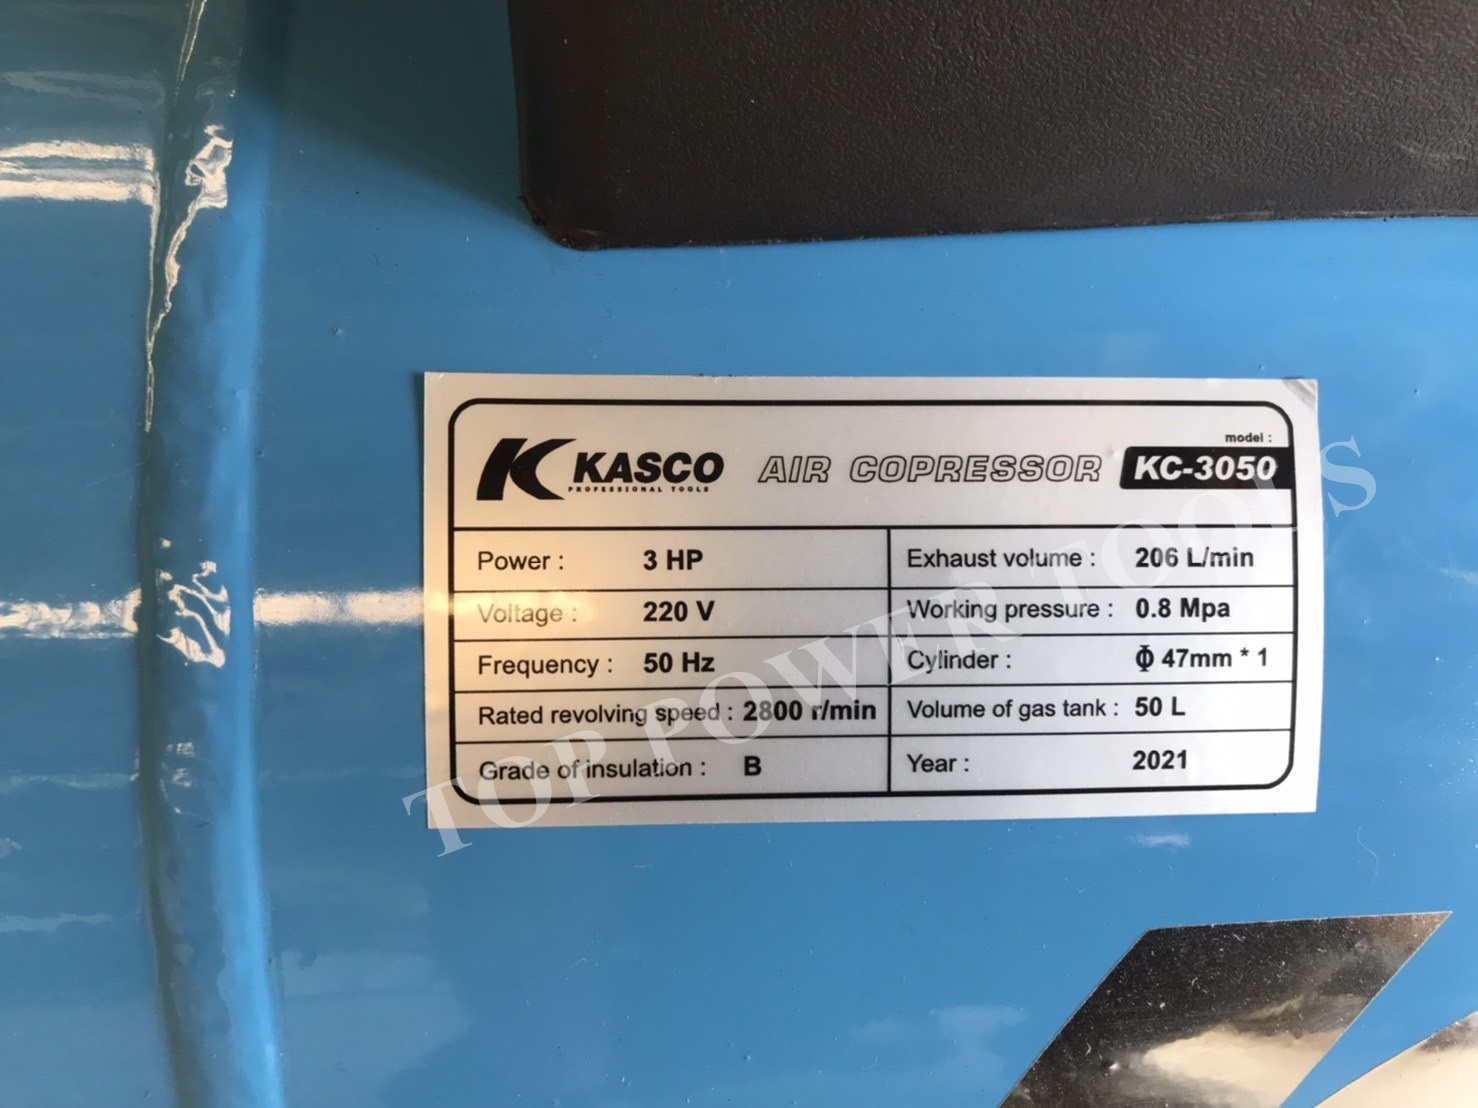 model :
KASCO AIR COPRESSOR KC-3050
PROFESSIONAL TOOLS
Power : 3 HP Exhaust volume : 206 L/min
Voltage : 220 V Working pressure : 0.8 Mpa
Frequency : 50 Hz Cylinder : Φ 47mm * 1
Rated revolving speed : 2800 r/min Volume of gas tank : 50 L
Grade of insulation : B Year : 2021
TOP POWER TOOLS